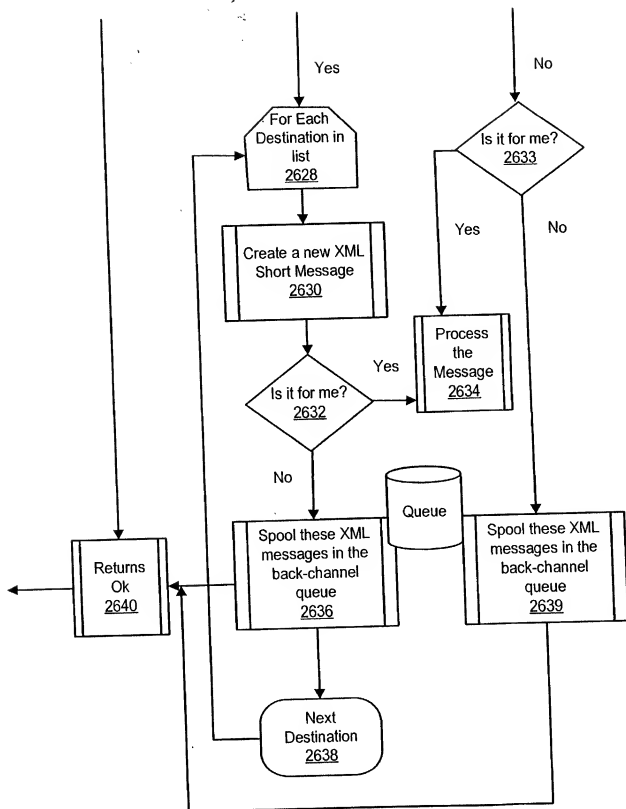 Yes
No
For Each
Destination in
list
2628
Is it for me?
2633
Create a new XML
Short Message
2630
Yes
No
Process
the
Message
2634
Is it for me?
2632
Yes
No
Queue
Spool these XML
messages in the
back-channel
queue
2636
Spool these XML
messages in the
back-channel
queue
2639
Returns
Ok
2640
Next
Destination
2638